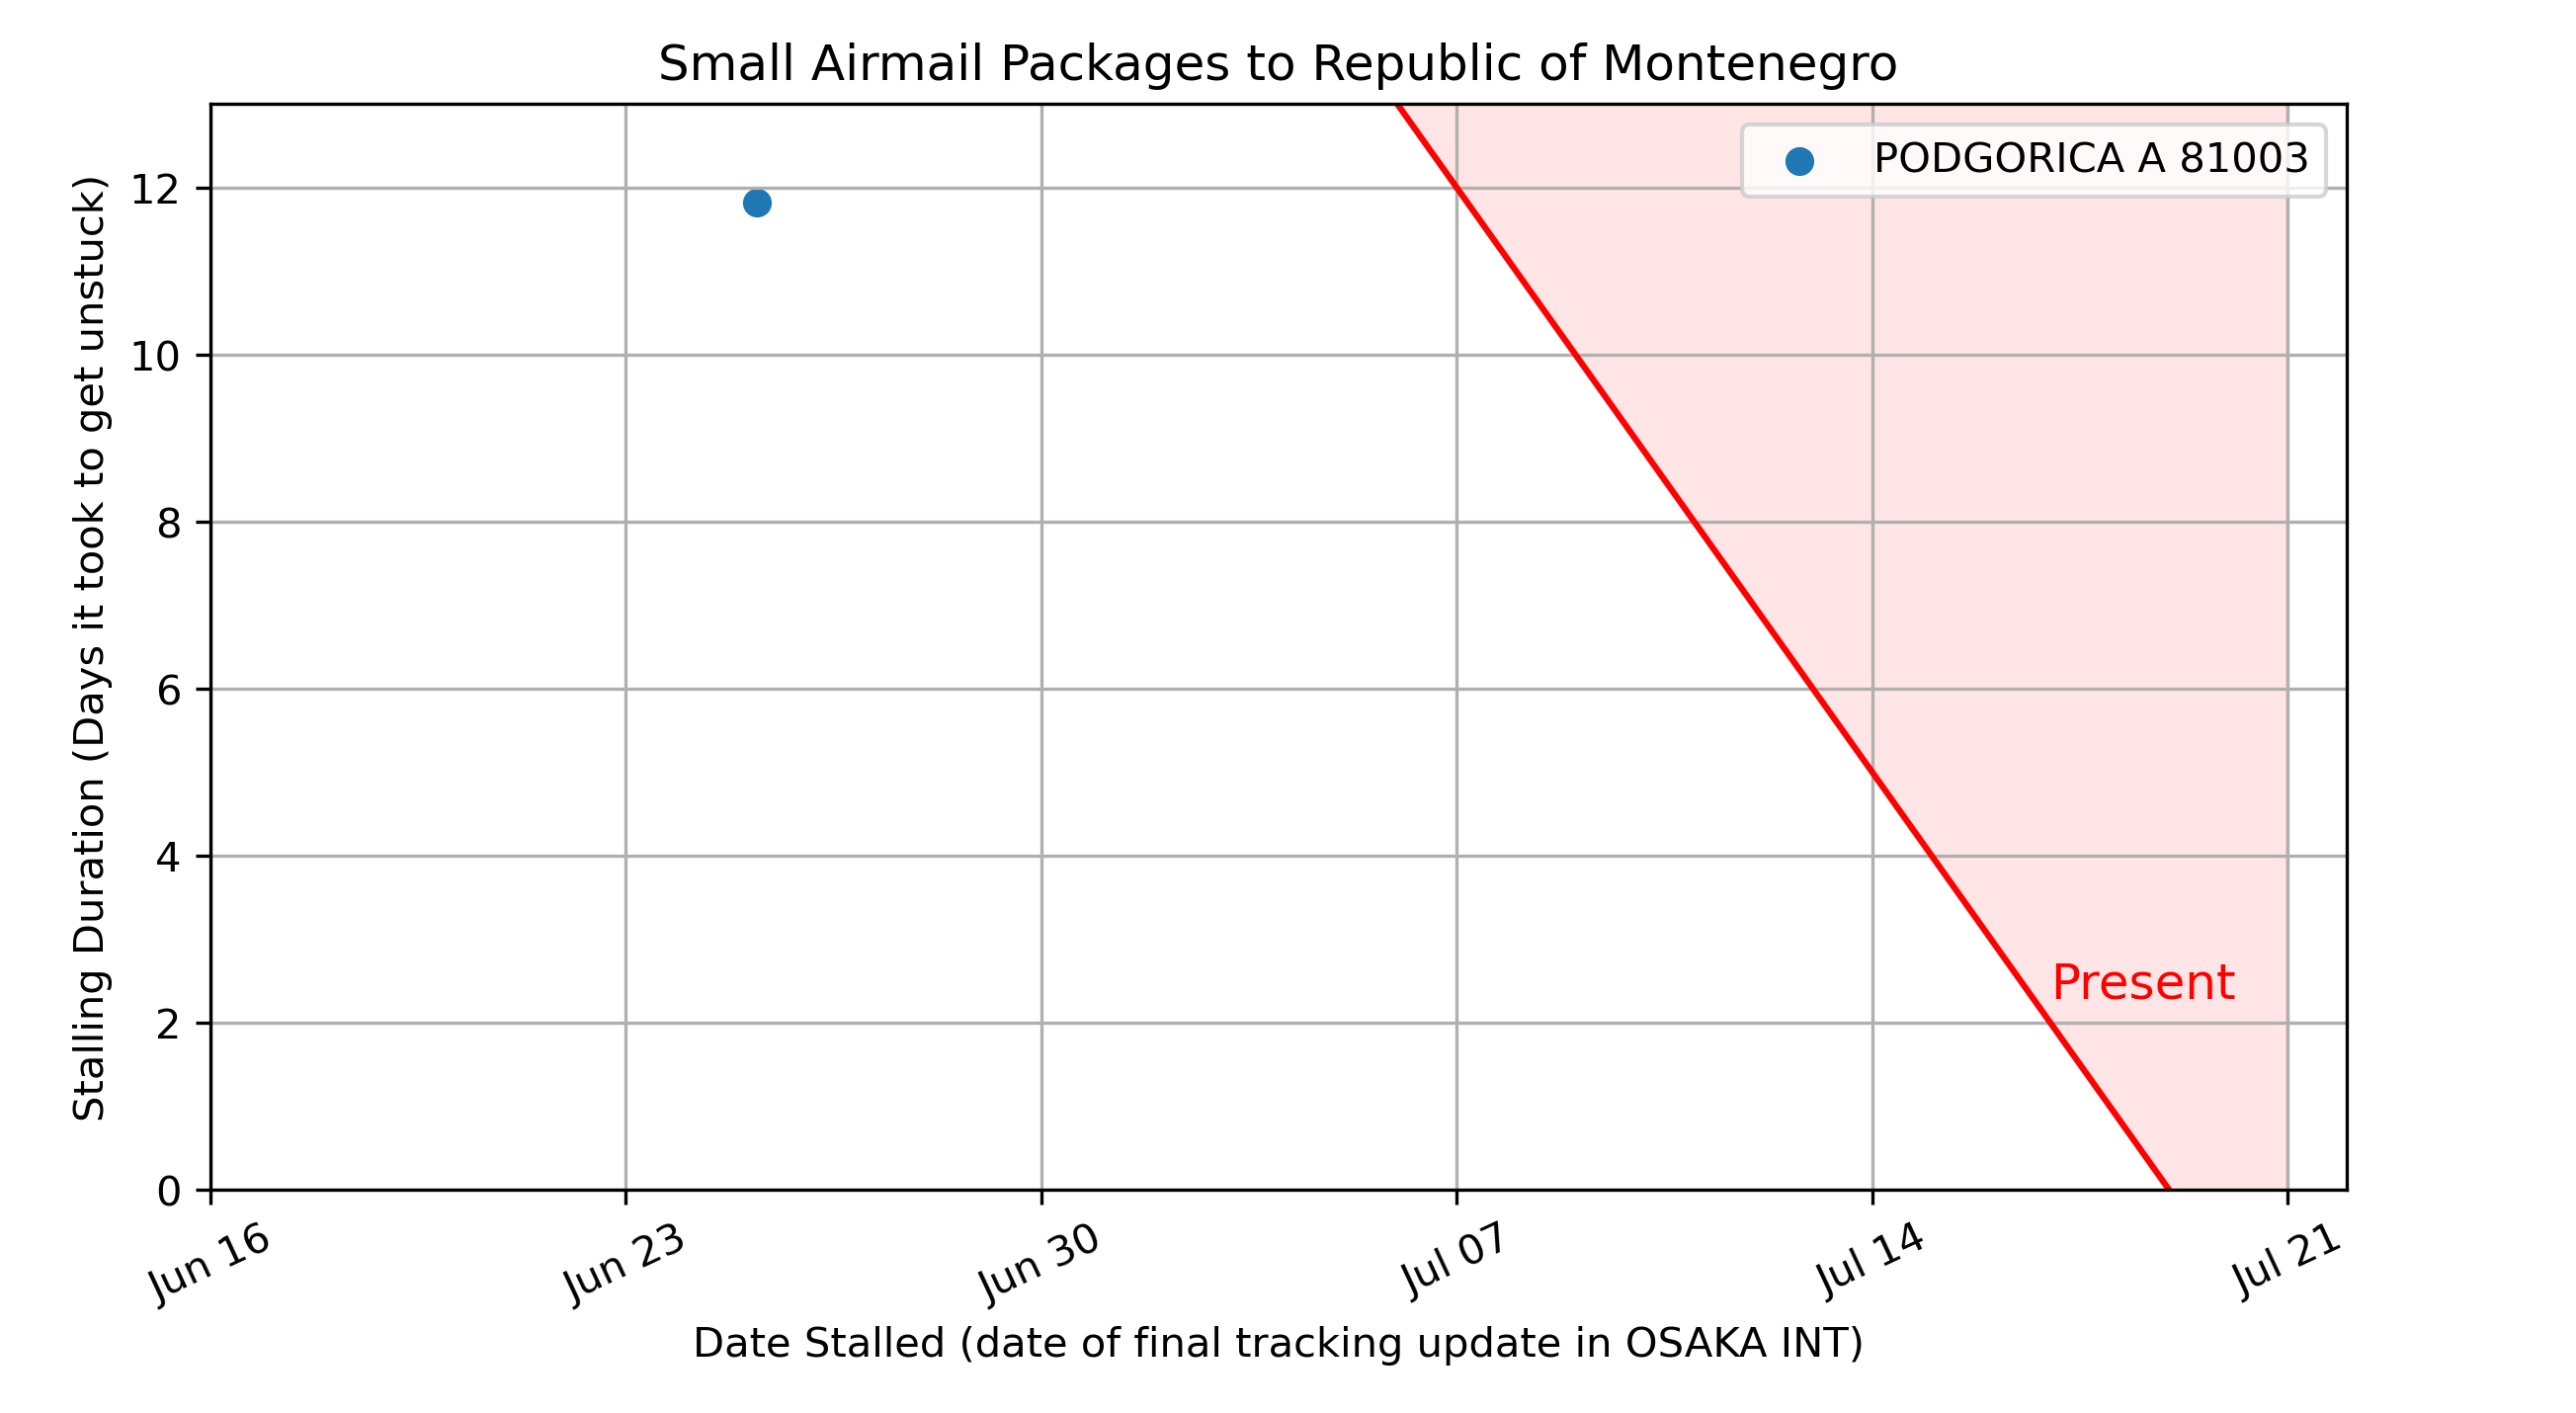 Small Airmail Packages to Republic of Montenegro
PODGORICA A 81003
Stalling Duration (Days it took to get unstuck)
12
10
8
6
4
2
0
Present
Jun 16
Jun 23
Jun 30
Jul 07
Jul 14
Jul 21
Date Stalled (date of final tracking update in OSAKA INT)